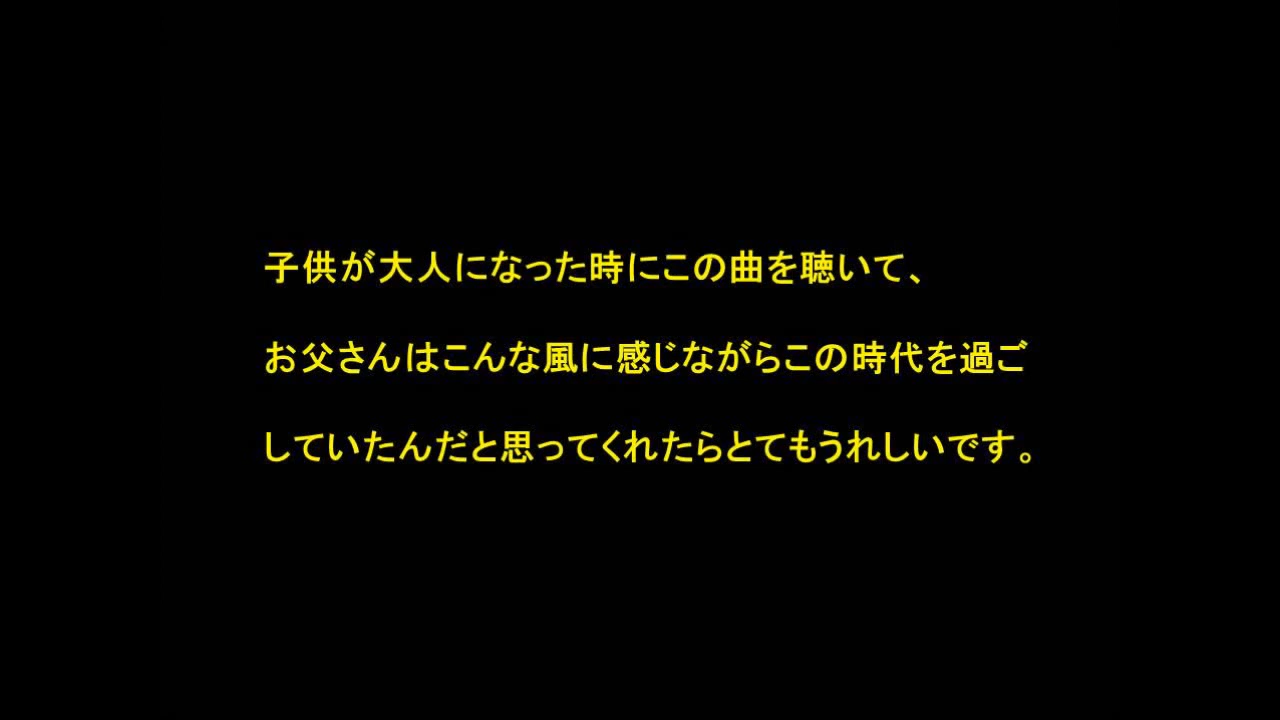 子供が大人になった時にこの曲を聴いて、
お父さんはこんな風に感じながらこの時代を過ご
していたんだと思ってくれたらとてもうれしいです。